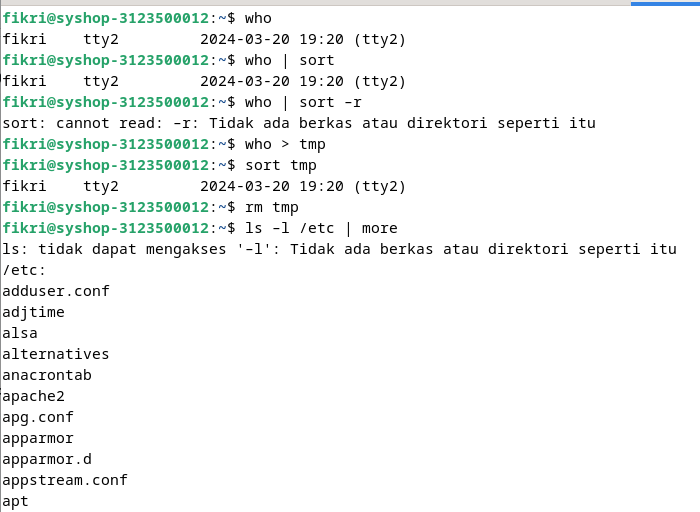 fikri@syshop-3123500012:~$ who
fikri    tty2         2024-03-20 19:20 (tty2)
fikri@syshop-3123500012:~$ who | sort
fikri    tty2         2024-03-20 19:20 (tty2)
fikri@syshop-3123500012:~$ who | sort –r
sort: cannot read: –r: Tidak ada berkas atau direktori seperti itu
fikri@syshop-3123500012:~$ who > tmp
fikri@syshop-3123500012:~$ sort tmp
fikri    tty2         2024-03-20 19:20 (tty2)
fikri@syshop-3123500012:~$ rm tmp
fikri@syshop-3123500012:~$ ls –l /etc | more
ls: tidak dapat mengakses '–l': Tidak ada berkas atau direktori seperti itu
/etc:
adduser.conf
adjtime
alsa
alternatives
anacrontab
apache2
apg.conf
apparmor
apparmor.d
appstream.conf
apt